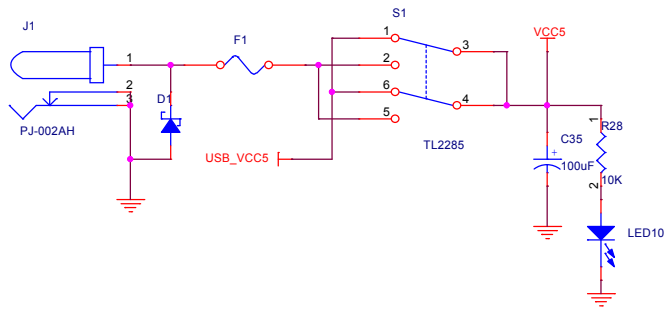 S1
J1
VCC5
F1
1
3
1
2
2
3
D1
6
4
1
R28
5
C35
+
100uF
PJ-002AH
TL2285
USB_VCC5
10K
2
LED10